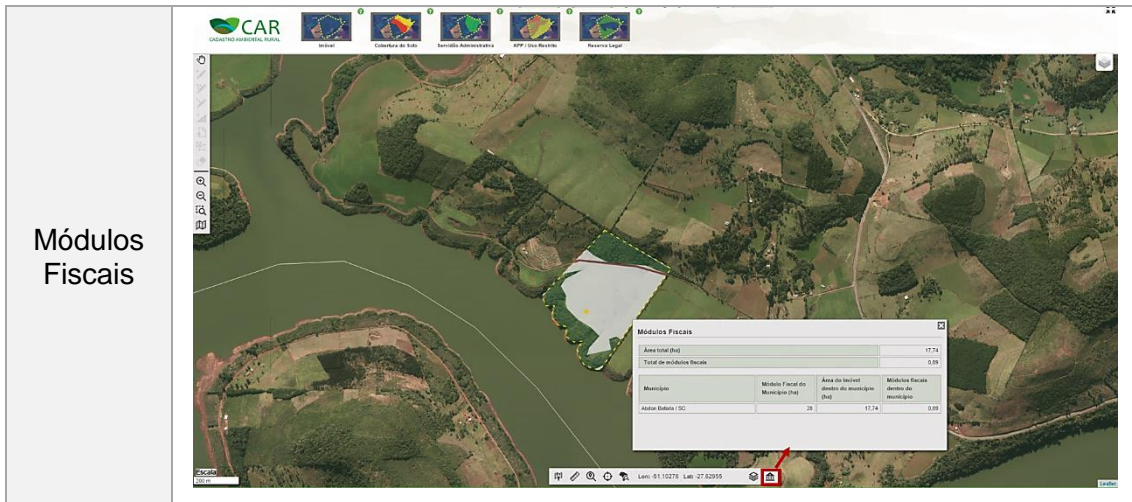 Módulos
Fiscais
CAR
CADASTRO AMBIENTAL RURAL
Imóvel
Cobertura do Solo
Servidão Administrativa
APP / Uso Restrito
Reserva Legal
Módulos Fiscais
Área total (ha) 17,74
Total de módulos fiscais 0,89
Município
Módulo Fiscal do
Município (ha)
Área do Imóvel
dentro do município
(ha)
Módulos fiscais
dentro do
município
Abdon Batista / SC 20 17,74 0,89
Escala
200 m
Lon: -51.10278 Lat: -27.62955
Leaflet